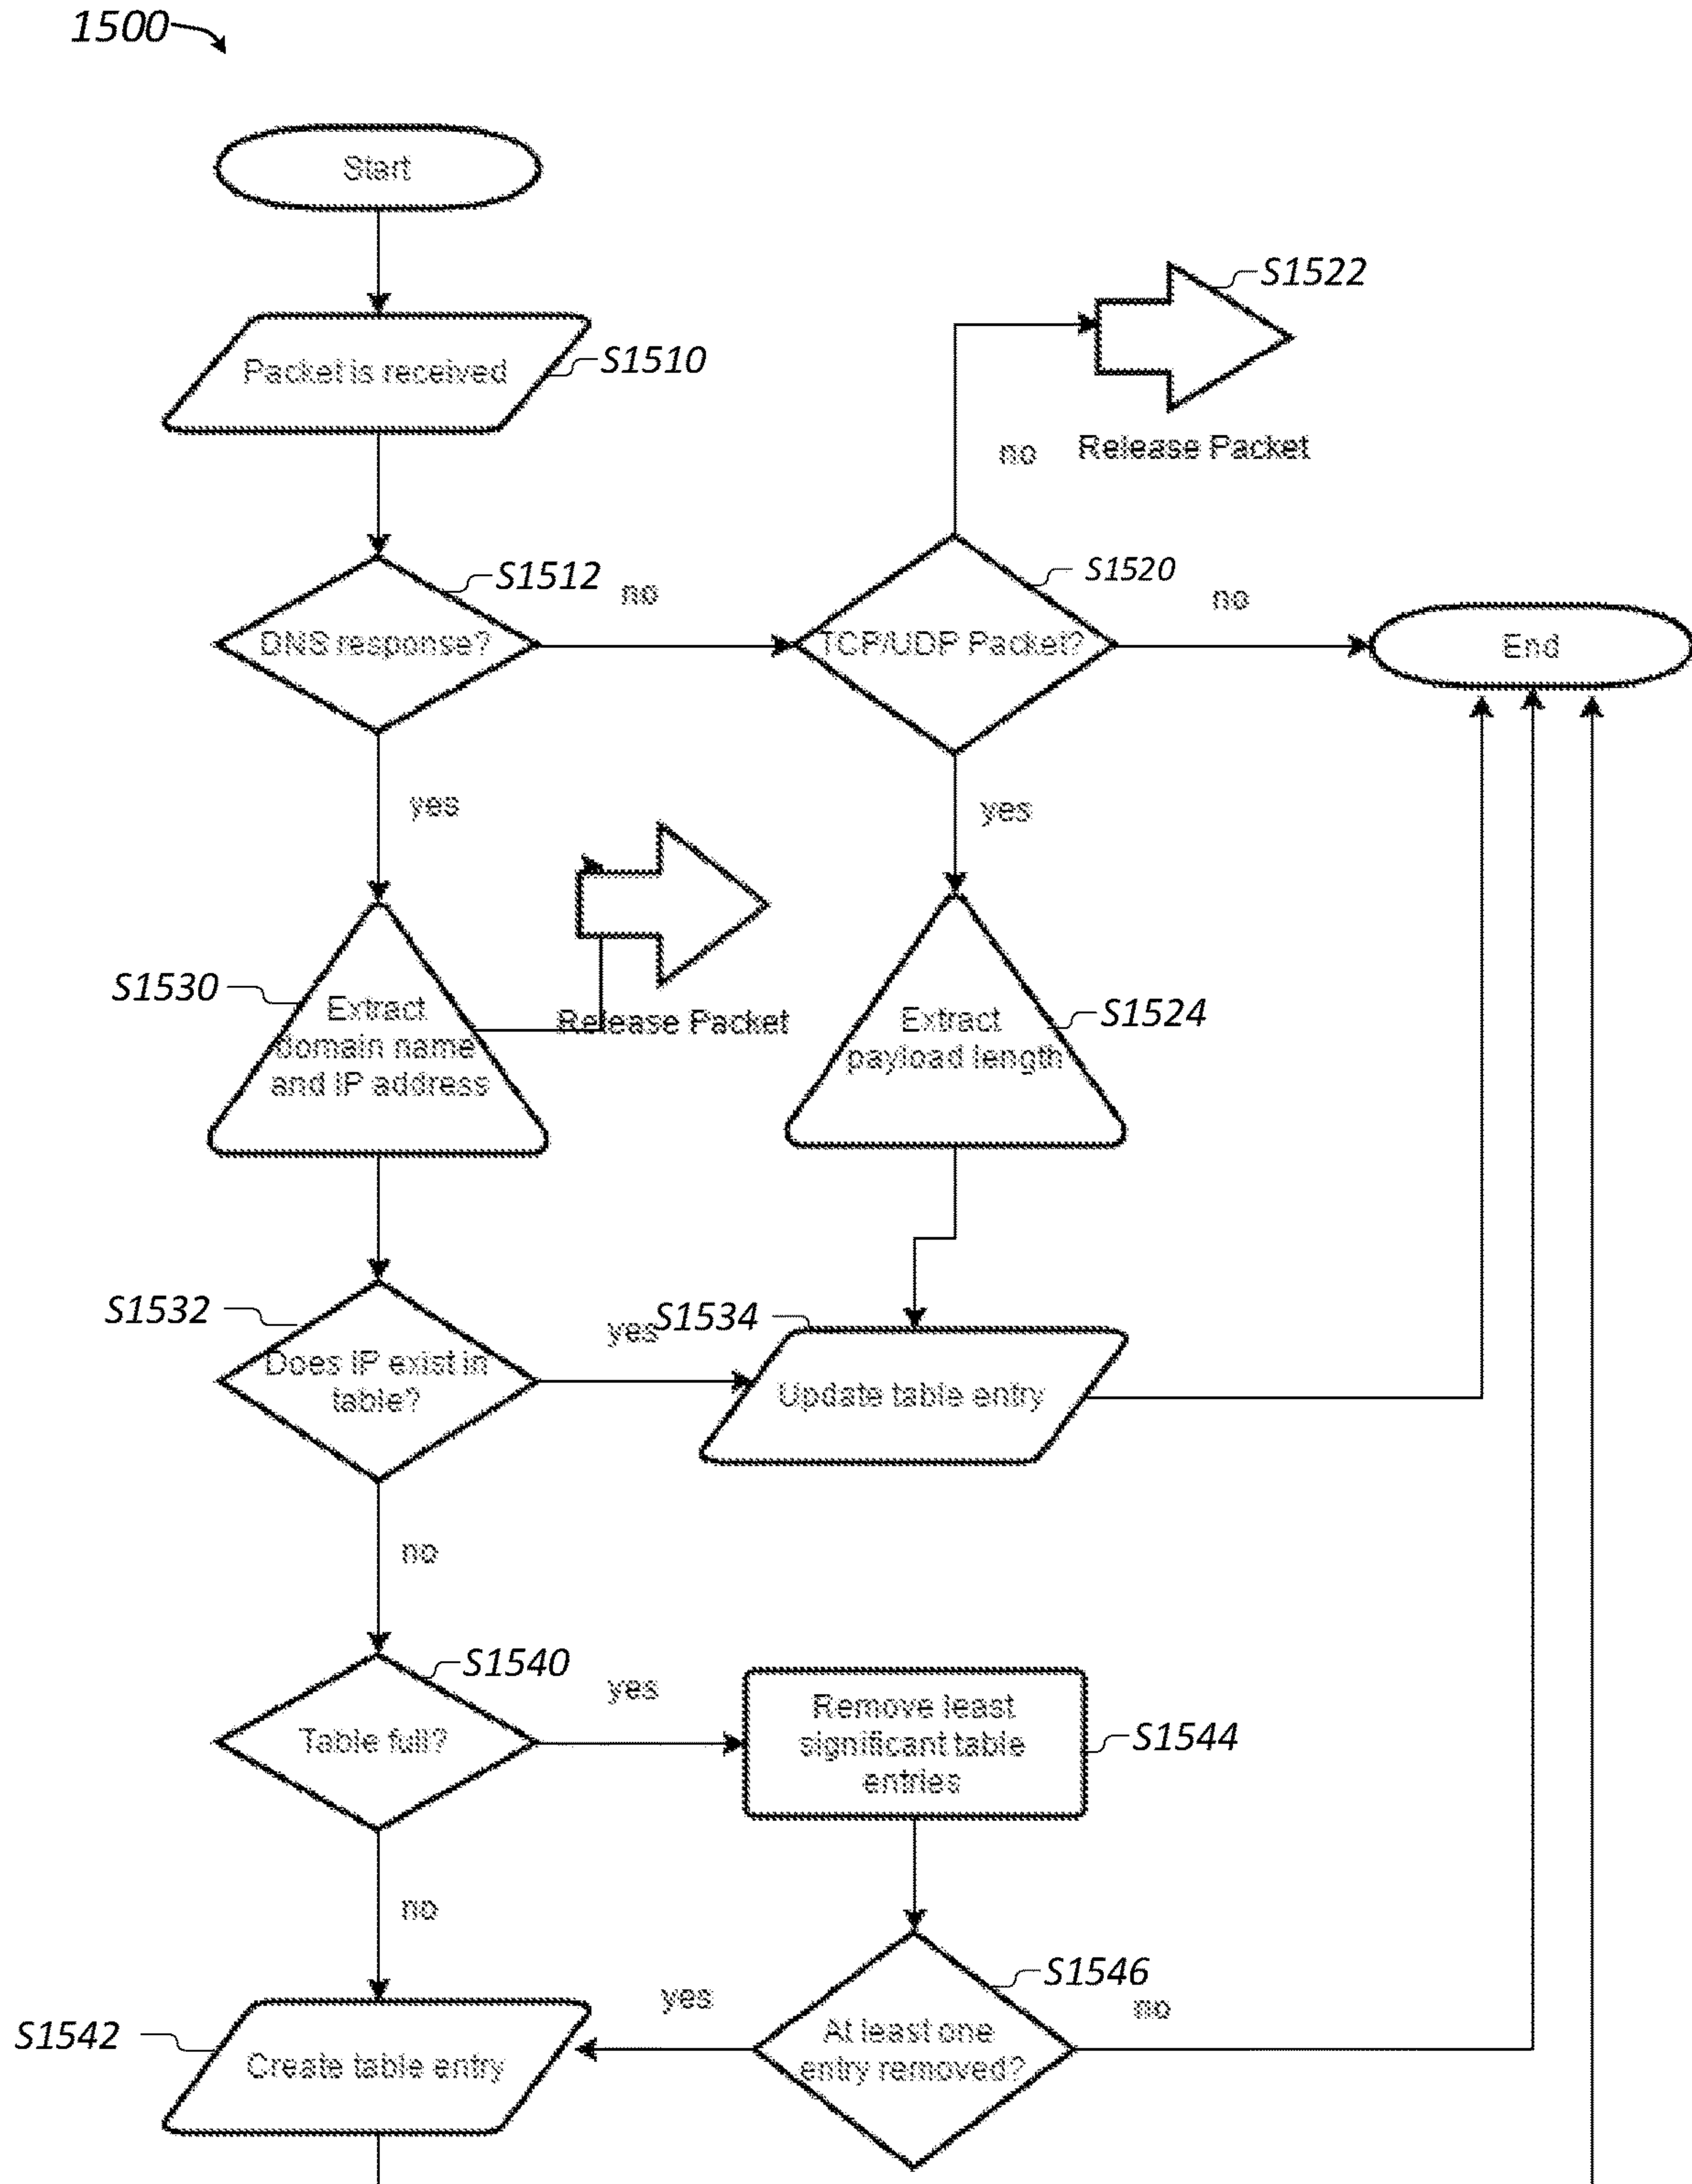 1500
Start
S1522
Packet is received
S1510
no
Release Packet
S1512
no
S1520
no
DNS response?
TCP/UDP Packet?
End
yes
yes
S1530
Extract
domain name
and IP address
Release Packet
Extract
payload length
S1524
S1532
yes
S1534
Does IP exist in
table?
Update table entry
no
S1540
yes
Remove least
significant table
entries
S1544
Table full?
no
S1546
yes
no
S1542
Create table entry
At least one
entry removed?